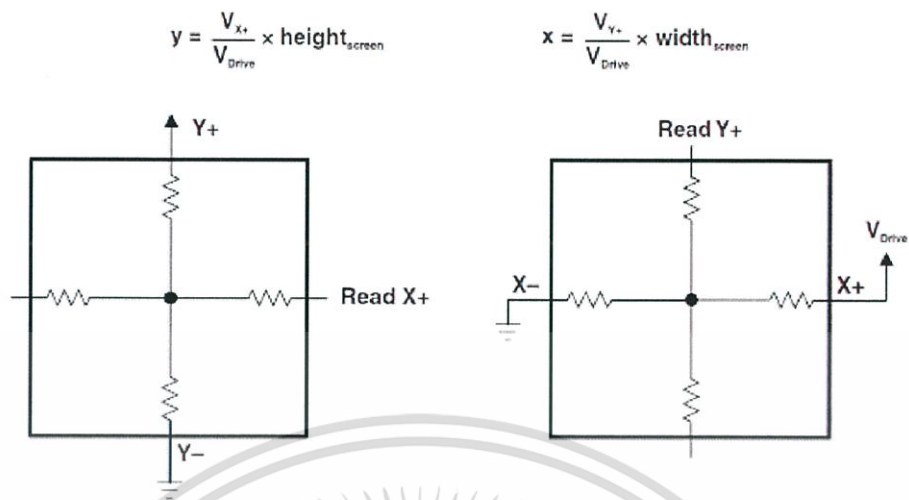 y = V_X+ / V_Drive × height_screen
x = V_Y+ / V_Drive × width_screen
Y+
Read X+
Y−
Read Y+
V_Drive
X−
X+